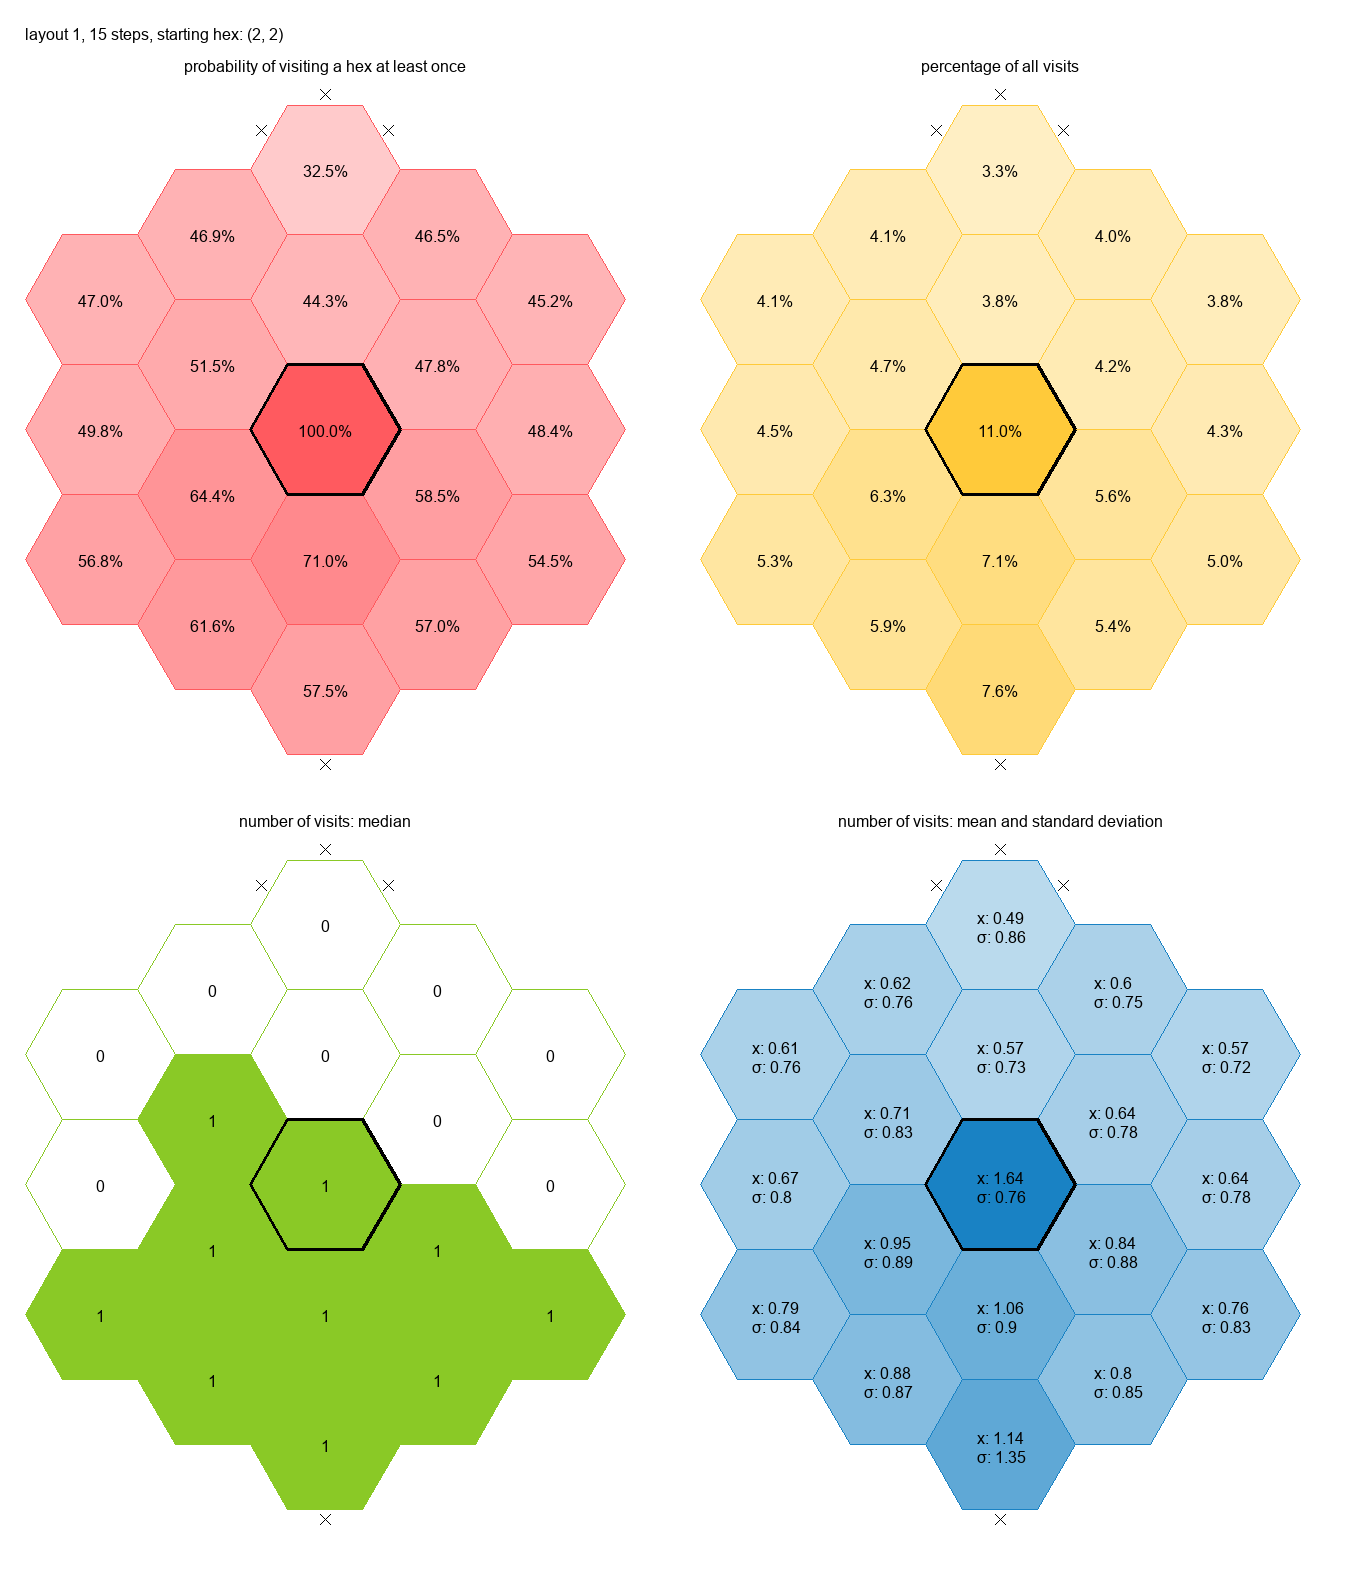 layout 1, 15 steps, starting hex: (2, 2)
probability of visiting a hex at least once
32.5%
46.9%
46.5%
47.0%
44.3%
45.2%
51.5%
47.8%
49.8%
100.0%
48.4%
64.4%
58.5%
56.8%
71.0%
54.5%
61.6%
57.0%
57.5%
percentage of all visits
3.3%
4.1%
4.0%
4.1%
3.8%
3.8%
4.7%
4.2%
4.5%
11.0%
4.3%
6.3%
5.6%
5.3%
7.1%
5.0%
5.9%
5.4%
7.6%
number of visits: median
0
0
0
0
0
0
1
0
0
1
0
1
1
1
1
1
1
1
1
number of visits: mean and standard deviation
x: 0.49
σ: 0.86
x: 0.62
σ: 0.76
x: 0.6
σ: 0.75
x: 0.61
σ: 0.76
x: 0.57
σ: 0.73
x: 0.57
σ: 0.72
x: 0.71
σ: 0.83
x: 0.64
σ: 0.78
x: 0.67
σ: 0.8
x: 1.64
σ: 0.76
x: 0.64
σ: 0.78
x: 0.95
σ: 0.89
x: 0.84
σ: 0.88
x: 0.79
σ: 0.84
x: 1.06
σ: 0.9
x: 0.76
σ: 0.83
x: 0.88
σ: 0.87
x: 0.8
σ: 0.85
x: 1.14
σ: 1.35